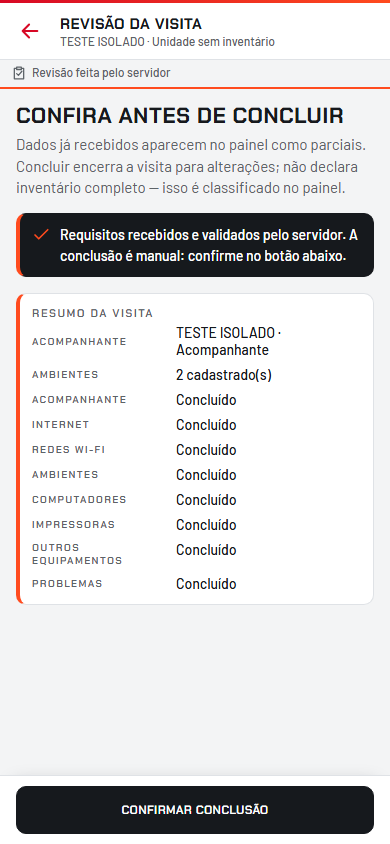 REVISÃO DA VISITA
TESTE ISOLADO · Unidade sem inventário
Revisão feita pelo servidor
CONFIRA ANTES DE CONCLUIR
Dados já recebidos aparecem no painel como parciais.
Concluir encerra a visita para alterações; não declara
inventário completo — isso é classificado no painel.
Requisitos recebidos e validados pelo servidor. A
conclusão é manual: confirme no botão abaixo.
RESUMO DA VISITA
ACOMPANHANTE TESTE ISOLADO ·
Acompanhante
AMBIENTES 2 cadastrado(s)
ACOMPANHANTE Concluído
INTERNET Concluído
REDES WI-FI Concluído
AMBIENTES Concluído
COMPUTADORES Concluído
IMPRESSORAS Concluído
OUTROS
EQUIPAMENTOS Concluído
PROBLEMAS Concluído
CONFIRMAR CONCLUSÃO